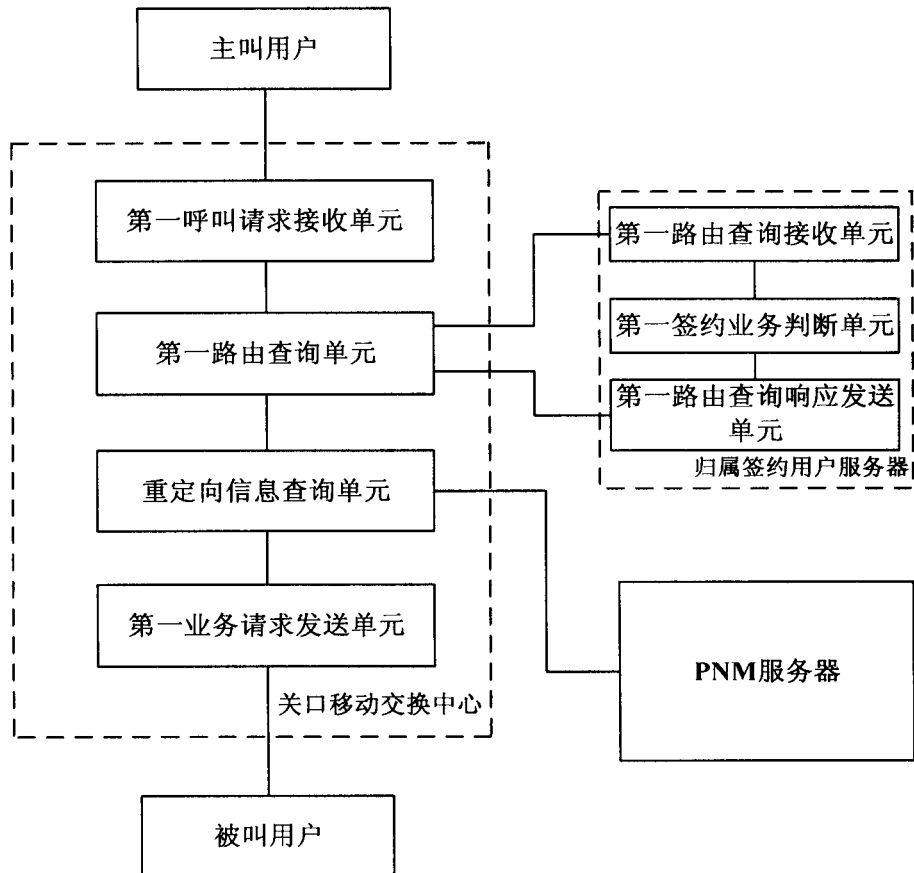 主叫用户
第一呼叫请求接收单元
第一路由查询单元
重定向信息查询单元
第一业务请求发送单元
关口移动交换中心
被叫用户
第一路由查询接收单元
第一签约业务判断单元
第一路由查询响应发送
单元
归属签约用户服务器
PNM服务器